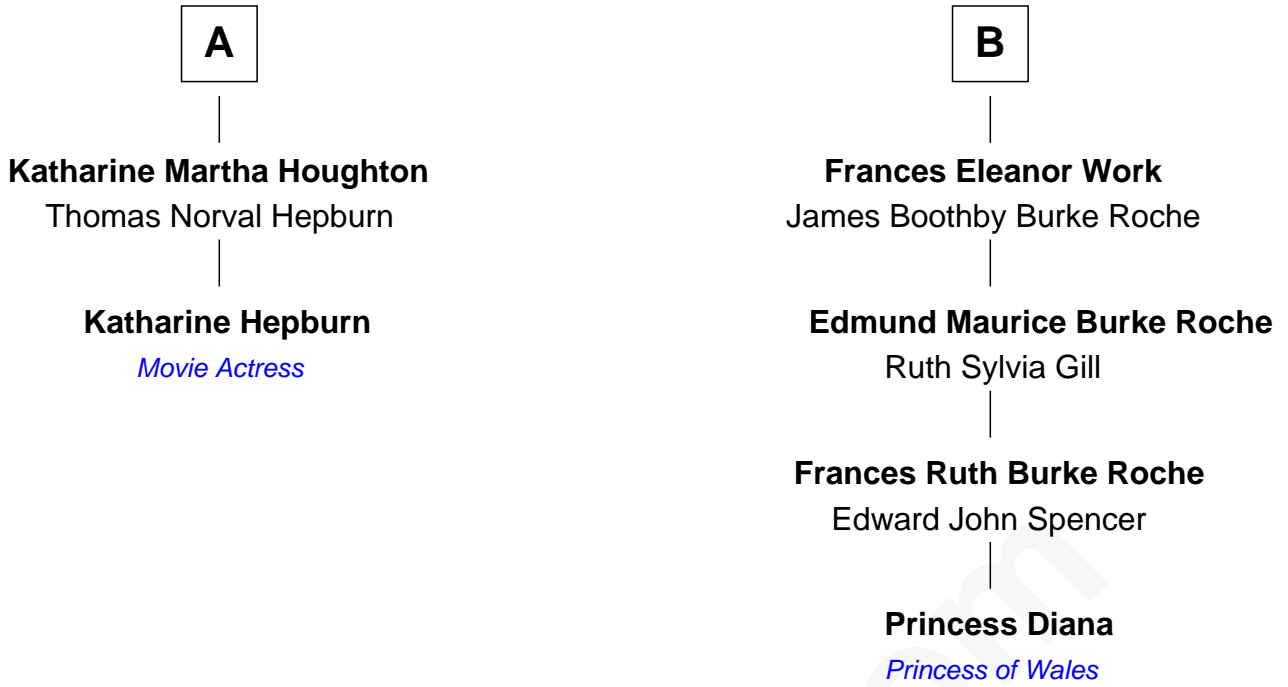 A
Katharine Martha Houghton
Thomas Norval Hepburn
Katharine Hepburn
Movie Actress
B
Frances Eleanor Work
James Boothby Burke Roche
Edmund Maurice Burke Roche
Ruth Sylvia Gill
Frances Ruth Burke Roche
Edward John Spencer
Princess Diana
Princess of Wales